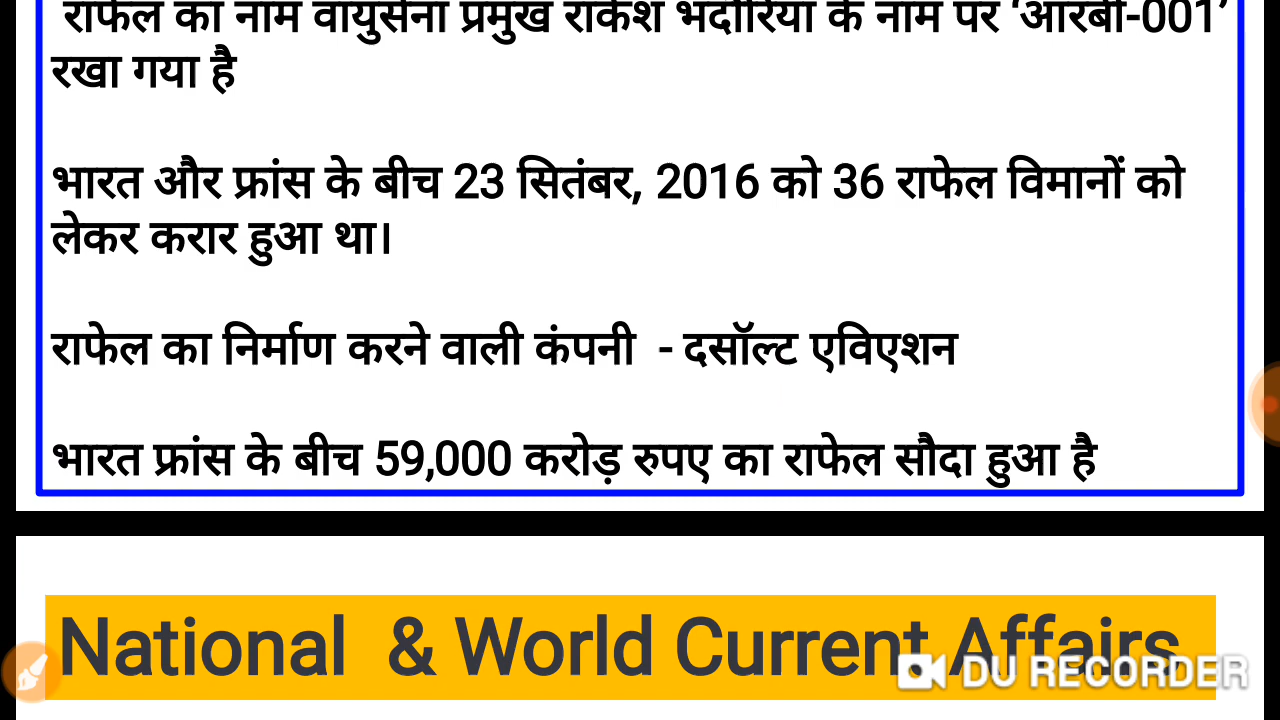 राफेल का नाम वायुसेना प्रमुख राकेश भदौरिया के नाम पर ‘आरबी-001’
रखा गया है
भारत और फ्रांस के बीच 23 सितंबर, 2016 को 36 राफेल विमानों को
लेकर करार हुआ था।
राफेल का निर्माण करने वाली कंपनी - दसॉल्ट एविएशन
भारत फ्रांस के बीच 59,000 करोड़ रुपए का राफेल सौदा हुआ है
National & World Current Affairs
DU RECORDER